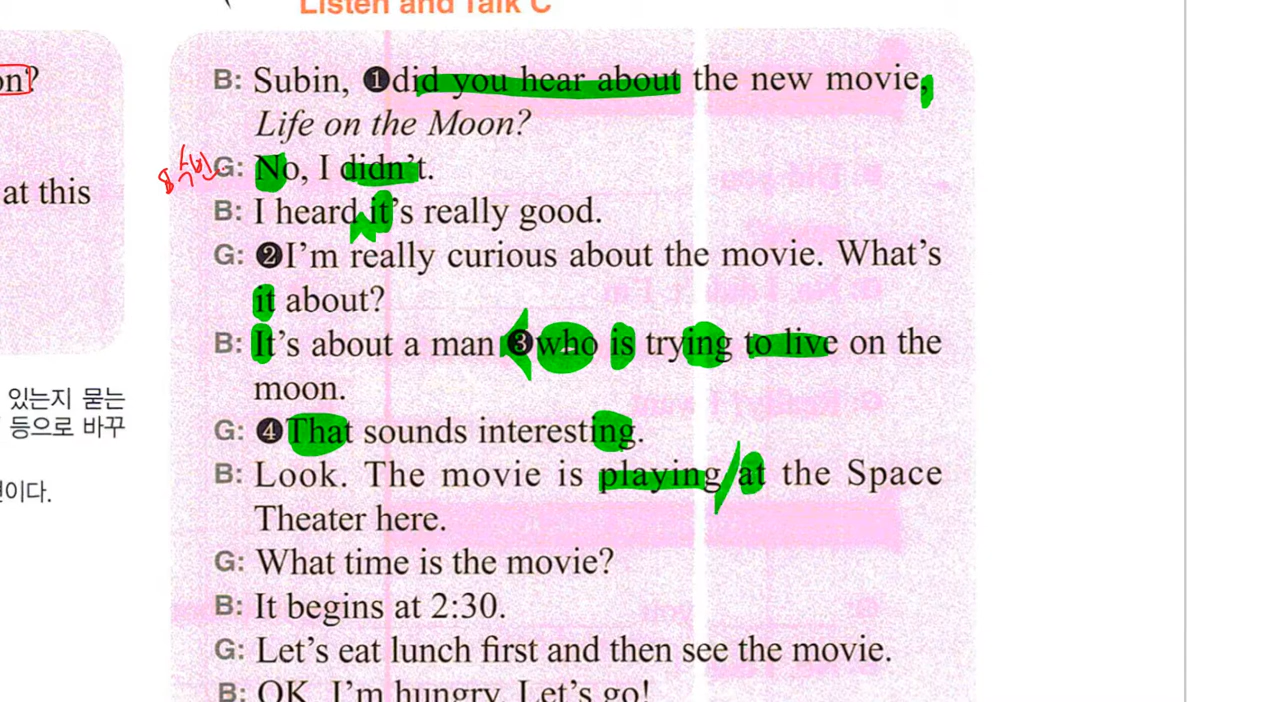 Listen and Talk C
on?
at this
있는지 묻는
등으로 바꾸
이다.
B: Subin, ❶did you hear about the new movie,
Life on the Moon?
G: No, I didn't.
B: I heard it's really good.
G: ❷I'm really curious about the movie. What's
it about?
B: It's about a man ❸who is trying to live on the
moon.
G: ❹That sounds interesting.
B: Look. The movie is playing at the Space
Theater here.
G: What time is the movie?
B: It begins at 2:30.
G: Let's eat lunch first and then see the movie.
B: OK. I'm hungry. Let's go!